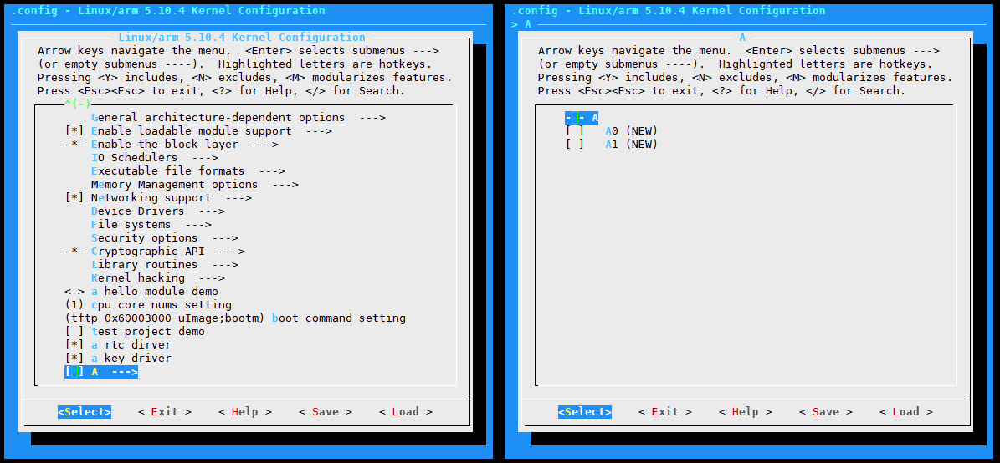 .config - Linux/arm 5.10.4 Kernel Configuration
Linux/arm 5.10.4 Kernel Configuration
Arrow keys navigate the menu.  <Enter> selects submenus --->
(or empty submenus ----).  Highlighted letters are hotkeys.
Pressing <Y> includes, <N> excludes, <M> modularizes features.
Press <Esc><Esc> to exit, <?> for Help, </> for Search.
^(-)
General architecture-dependent options  --->
[*] Enable loadable module support  --->
-*- Enable the block layer  --->
IO Schedulers  --->
Executable file formats  --->
Memory Management options  --->
[*] Networking support  --->
Device Drivers  --->
File systems  --->
Security options  --->
-*- Cryptographic API  --->
Library routines  --->
Kernel hacking  --->
< > a hello module demo
(1) cpu core nums setting
(tftp 0x60003000 uImage;bootm) boot command setting
[ ] test project demo
[*] a rtc dirver
[*] a key driver
[*] A  --->
<Select>    < Exit >    < Help >    < Save >    < Load >
.config - Linux/arm 5.10.4 Kernel Configuration
> A
A
Arrow keys navigate the menu.  <Enter> selects submenus --->
(or empty submenus ----).  Highlighted letters are hotkeys.
Pressing <Y> includes, <N> excludes, <M> modularizes features.
Press <Esc><Esc> to exit, <?> for Help, </> for Search.
--- A
[ ]   A0 (NEW)
[ ]   A1 (NEW)
<Select>    < Exit >    < Help >    < Save >    < Load >